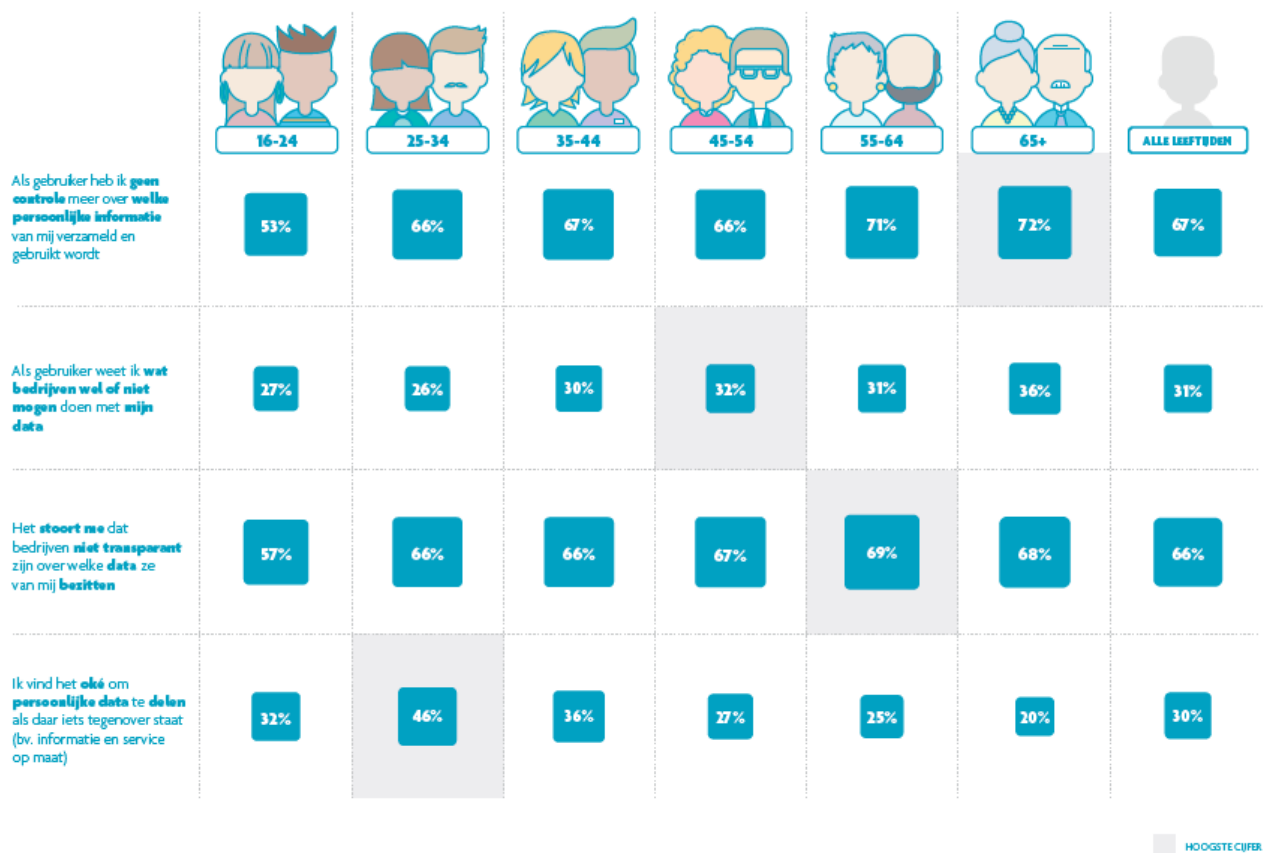 16-24
25-34
35-44
45-54
55-64
65+
ALLE LEEFTIJDEN
Als gebruiker heb ik geen
controle meer over welke
persoonlijke informatie
van mij verzameld en
gebruikt wordt
53%
66%
67%
66%
71%
72%
67%
Als gebruiker weet ik wat
bedrijven wel of niet
mogen doen met mijn
data
27%
26%
30%
32%
31%
36%
31%
Het stoort me dat
bedrijven niet transparant
zijn over welke data ze
van mij bezitten
57%
66%
66%
67%
69%
68%
66%
Ik vind het oké om
persoonlijke data te delen
als daar iets tegenover staat
(bv. informatie en service
op maat)
32%
46%
36%
27%
25%
20%
30%
HOOGSTE CIJFER